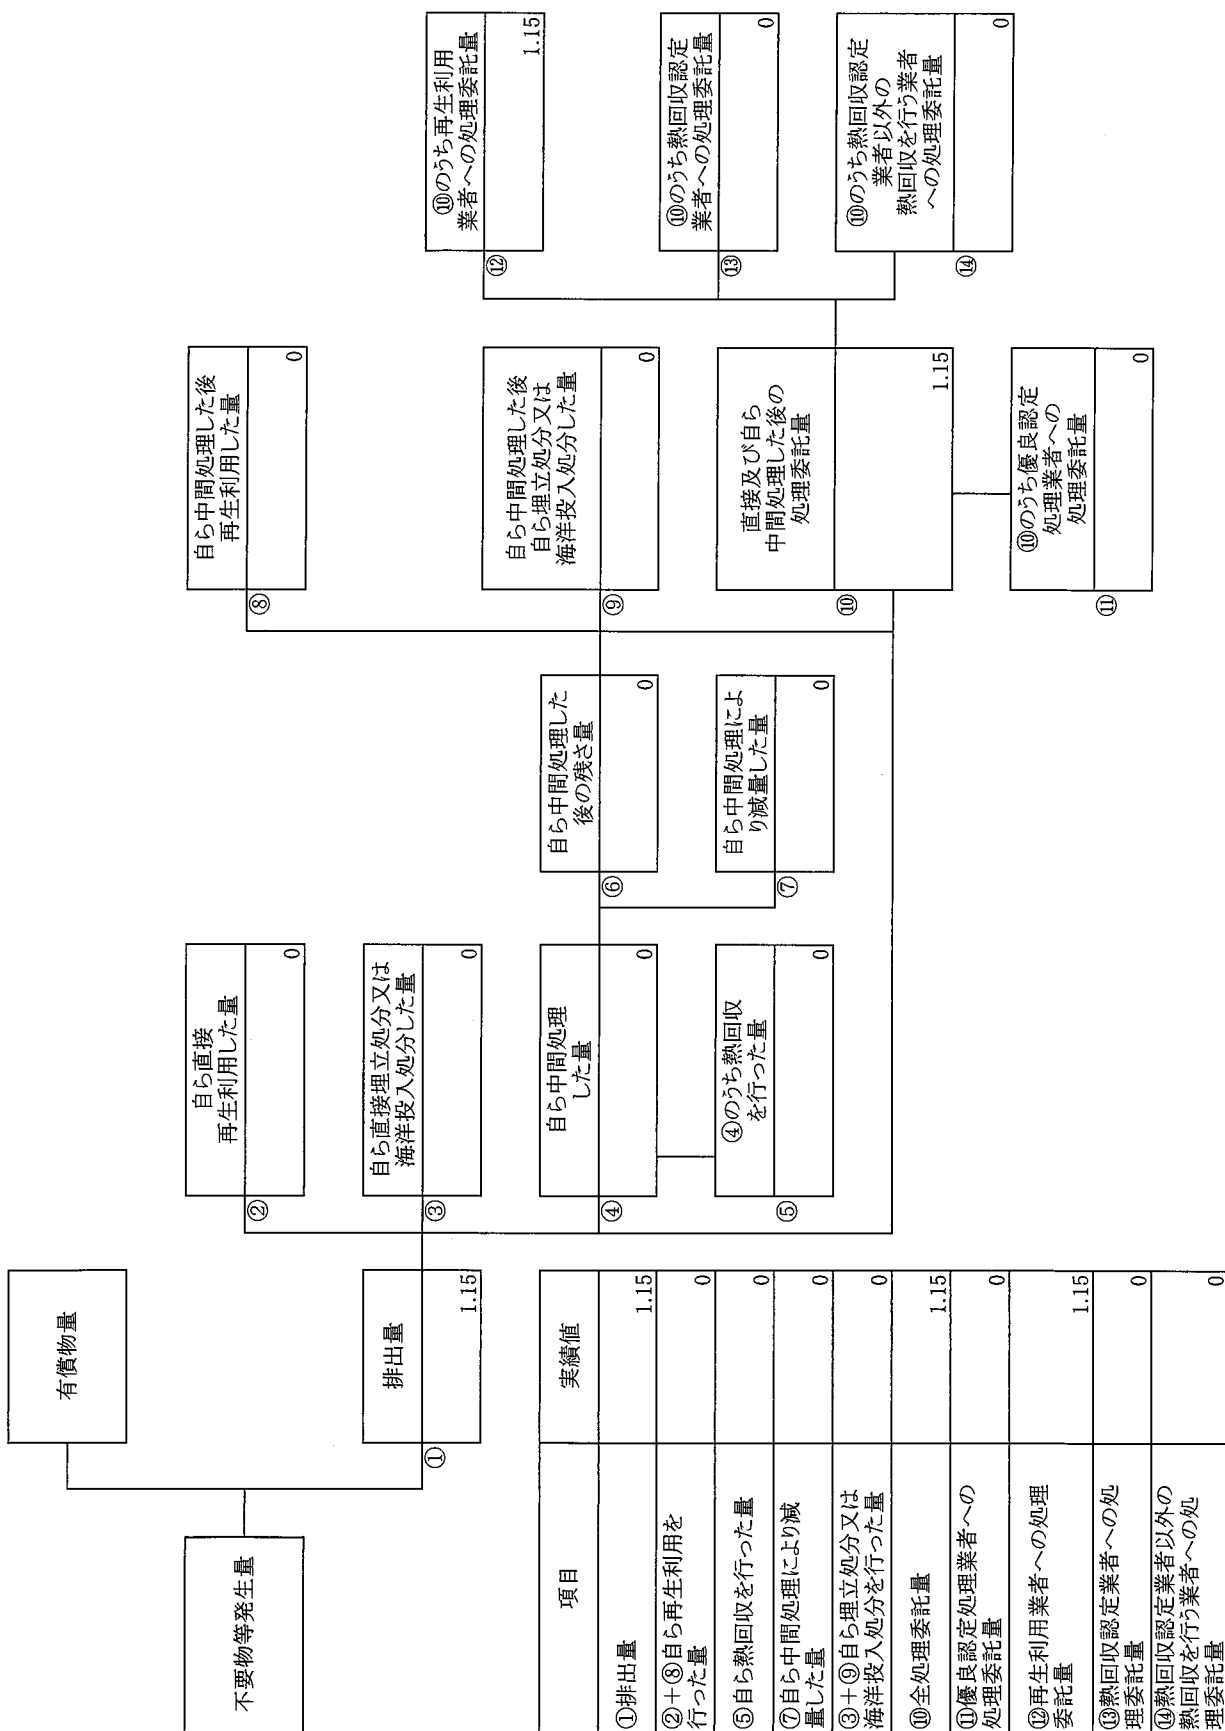 不要物等発生量
有償物量
①
排出量
1.15
②
自ら直接
再生利用した量
0
③
自ら直接埋立処分又は
海洋投入処分した量
0
④
自ら中間処理
した量
0
⑤
④のうち熱回収
を行った量
0
⑥
自ら中間処理した
後の残さ量
0
⑦
自ら中間処理によ
り減量した量
0
⑧
自ら中間処理した後
再生利用した量
0
⑨
自ら中間処理した後
自ら埋立処分又は
海洋投入処分した量
0
⑩
直接及び自ら
中間処理した後の
処理委託量
1.15
⑪
⑩のうち優良認定
処理業者への
処理委託量
0
⑫
⑩のうち再生利用
業者への処理委託量
1.15
⑬
⑩のうち熱回収認定
業者への処理委託量
0
⑭
⑩のうち熱回収認定
業者以外の
熱回収を行う業者
への処理委託量
0
項目 実績値
①排出量 1.15
②+⑧自ら再生利用を
行った量 0
⑤自ら熱回収を行った量 0
⑦自ら中間処理により減
量した量 0
③+⑨自ら埋立処分又は
海洋投入処分を行った量 0
⑩全処理委託量 1.15
⑪優良認定処理業者への
処理委託量 0
⑫再生利用業者への処理
委託量 1.15
⑬熱回収認定業者への処
理委託量 0
⑭熱回収認定業者以外の
熱回収を行う業者への処
理委託量 0